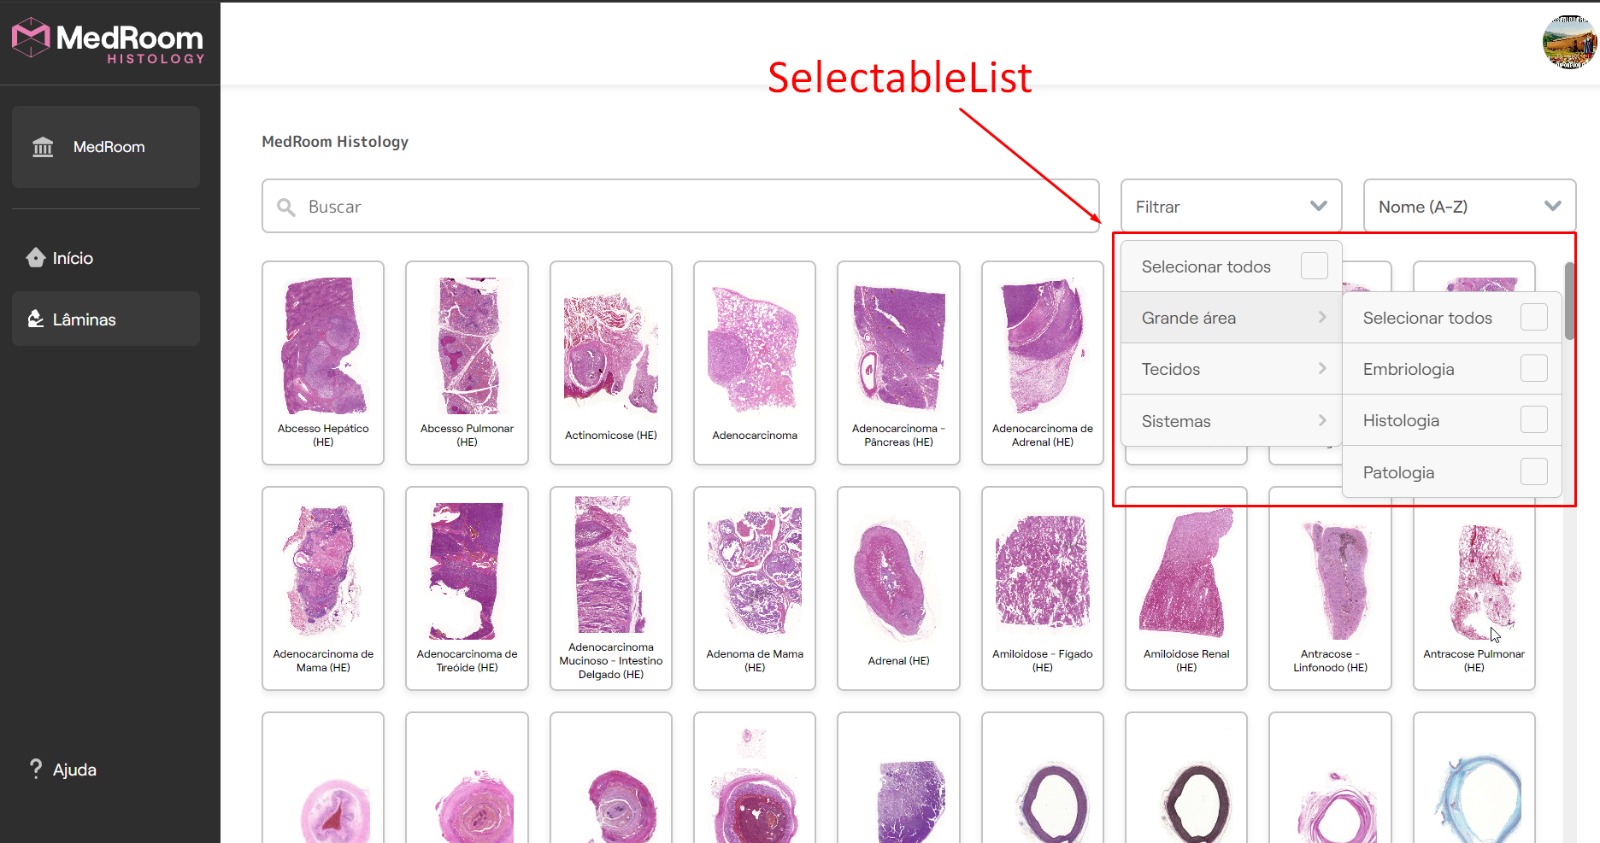 MedRoom
HISTOLOGY
SelectableList
MedRoom
MedRoom Histology
Buscar
Filtrar
Nome (A-Z)
Início
Lâminas
Selecionar todos
Grande área
Tecidos
Sistemas
Selecionar todos
Embriologia
Histologia
Patologia
Abcesso Hepático
(HE)
Abcesso Pulmonar
(HE)
Actinomicose (HE)
Adenocarcinoma
Adenocarcinoma -
Pâncreas (HE)
Adenocarcinoma de
Adrenal (HE)
Adenocarcinoma de
Mama (HE)
Adenocarcinoma de
Tireóide (HE)
Adenocarcinoma
Mucinoso - Intestino
Delgado (HE)
Adenoma de Mama
(HE)
Adrenal (HE)
Amiloidose - Fígado
(HE)
Amiloidose Renal
(HE)
Antracose -
Linfonodo (HE)
Antracose Pulmonar
(HE)
? Ajuda